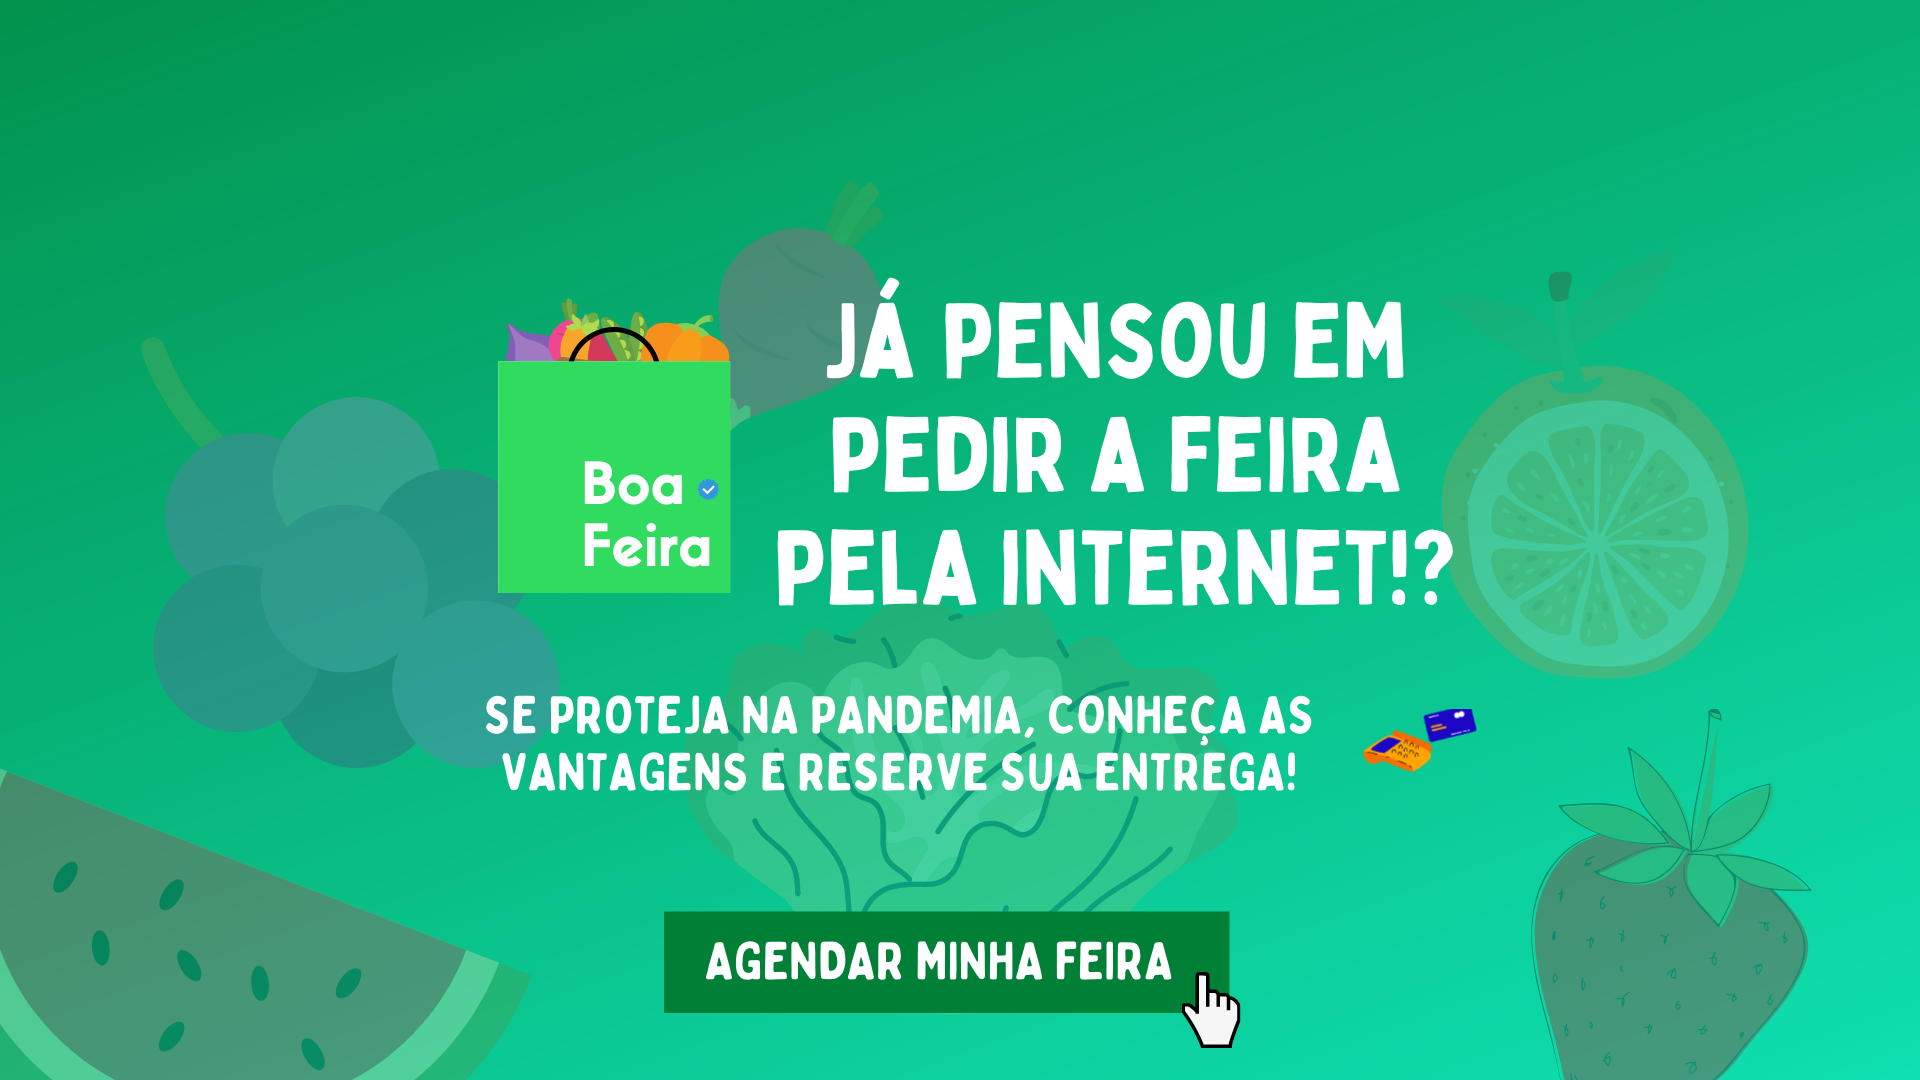 Boa
Feira
JÁ PENSOU EM
PEDIR A FEIRA
PELA INTERNET!?
SE PROTEJA NA PANDEMIA, CONHEÇA AS
VANTAGENS E RESERVE SUA ENTREGA!
AGENDAR MINHA FEIRA